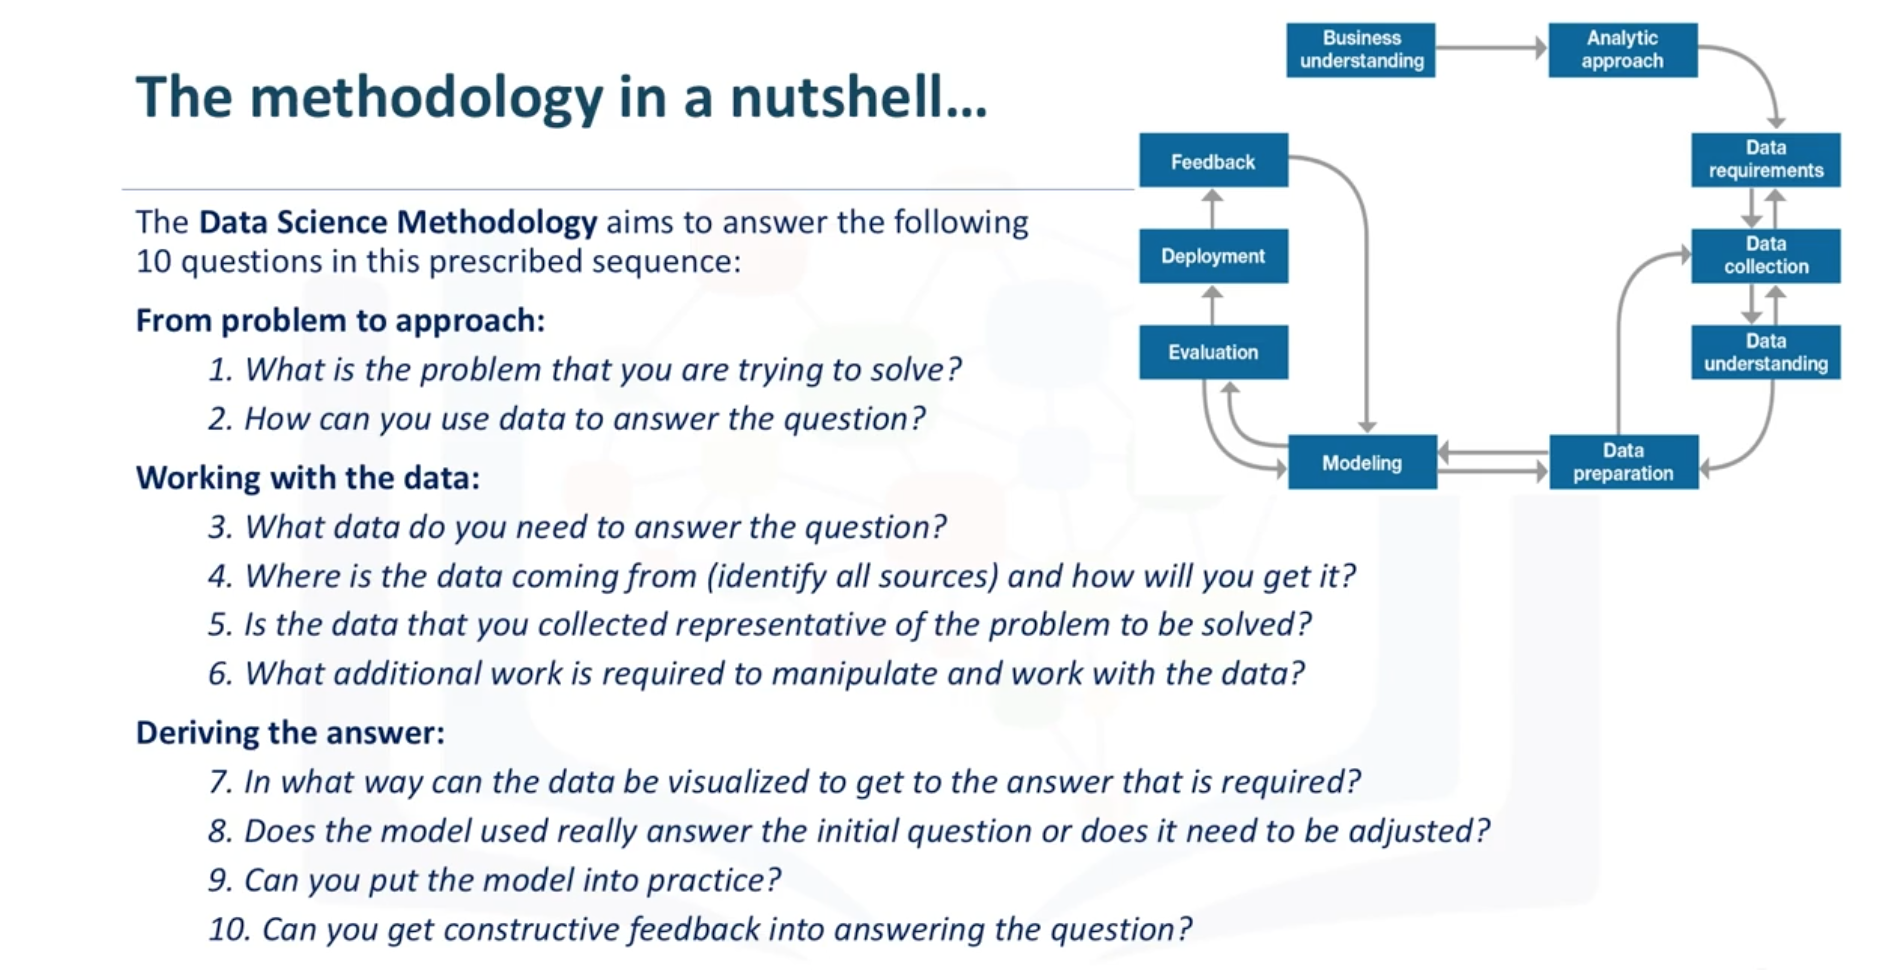 The methodology in a nutshell...
The Data Science Methodology aims to answer the following
10 questions in this prescribed sequence:
From problem to approach:
1. What is the problem that you are trying to solve?
2. How can you use data to answer the question?
Working with the data:
3. What data do you need to answer the question?
4. Where is the data coming from (identify all sources) and how will you get it?
5. Is the data that you collected representative of the problem to be solved?
6. What additional work is required to manipulate and work with the data?
Deriving the answer:
7. In what way can the data be visualized to get to the answer that is required?
8. Does the model used really answer the initial question or does it need to be adjusted?
9. Can you put the model into practice?
10. Can you get constructive feedback into answering the question?
Business
understanding
Analytic
approach
Data
requirements
Data
collection
Data
understanding
Data
preparation
Modeling
Evaluation
Deployment
Feedback